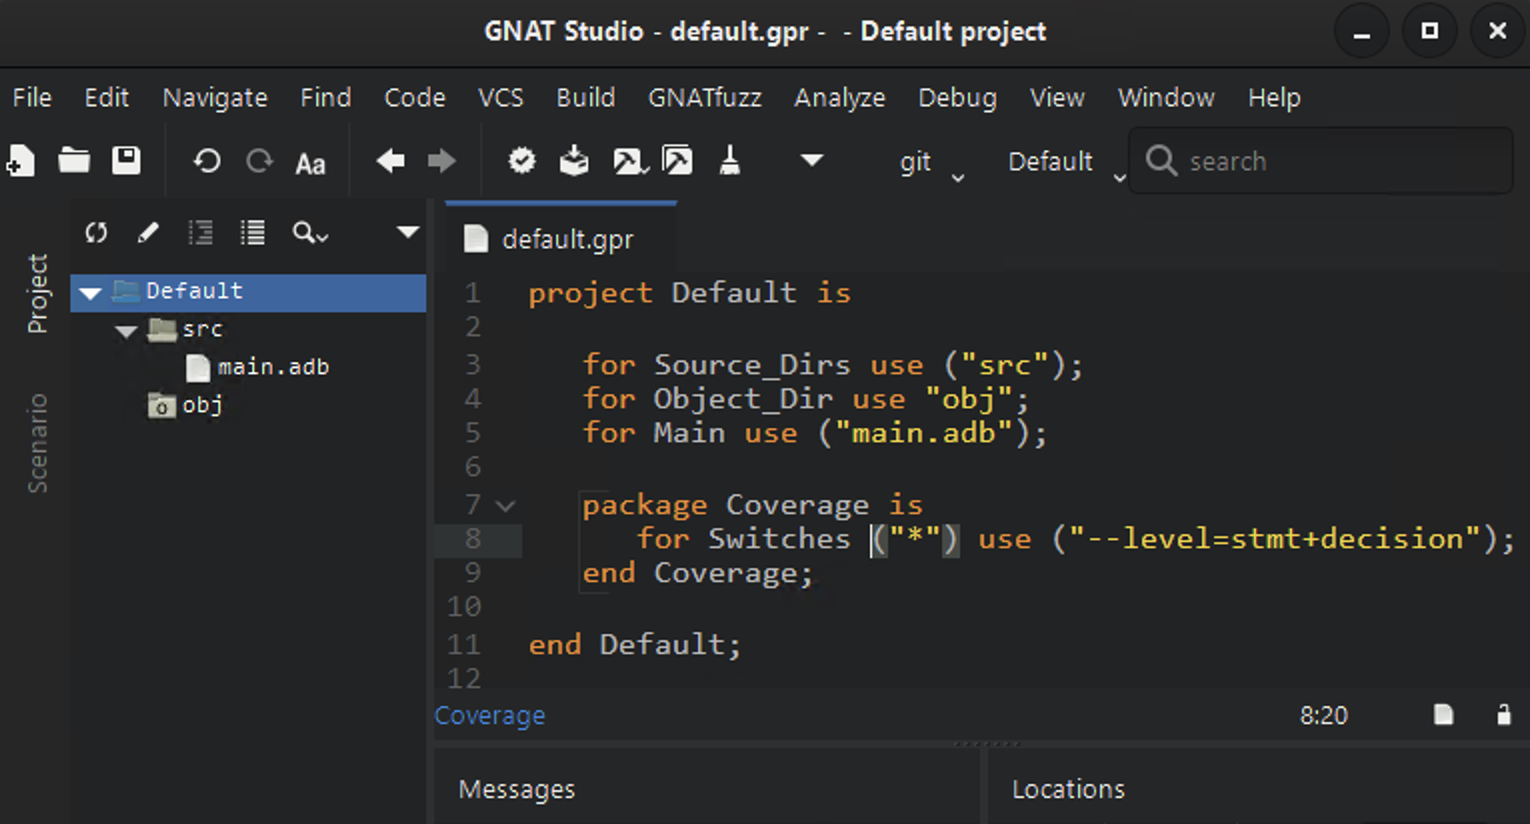 GNAT Studio - default.gpr -  - Default project
File Edit Navigate Find Code VCS Build GNATfuzz Analyze Debug View Window Help
Aa git Default search
Project
Scenario
Default
src
main.adb
obj
default.gpr
1 project Default is
2
3 for Source_Dirs use ("src");
4 for Object_Dir use "obj";
5 for Main use ("main.adb");
6
7 package Coverage is
8 for Switches ("*") use ("--level=stmt+decision");
9 end Coverage;
10
11 end Default;
12
Coverage 8:20
Messages Locations